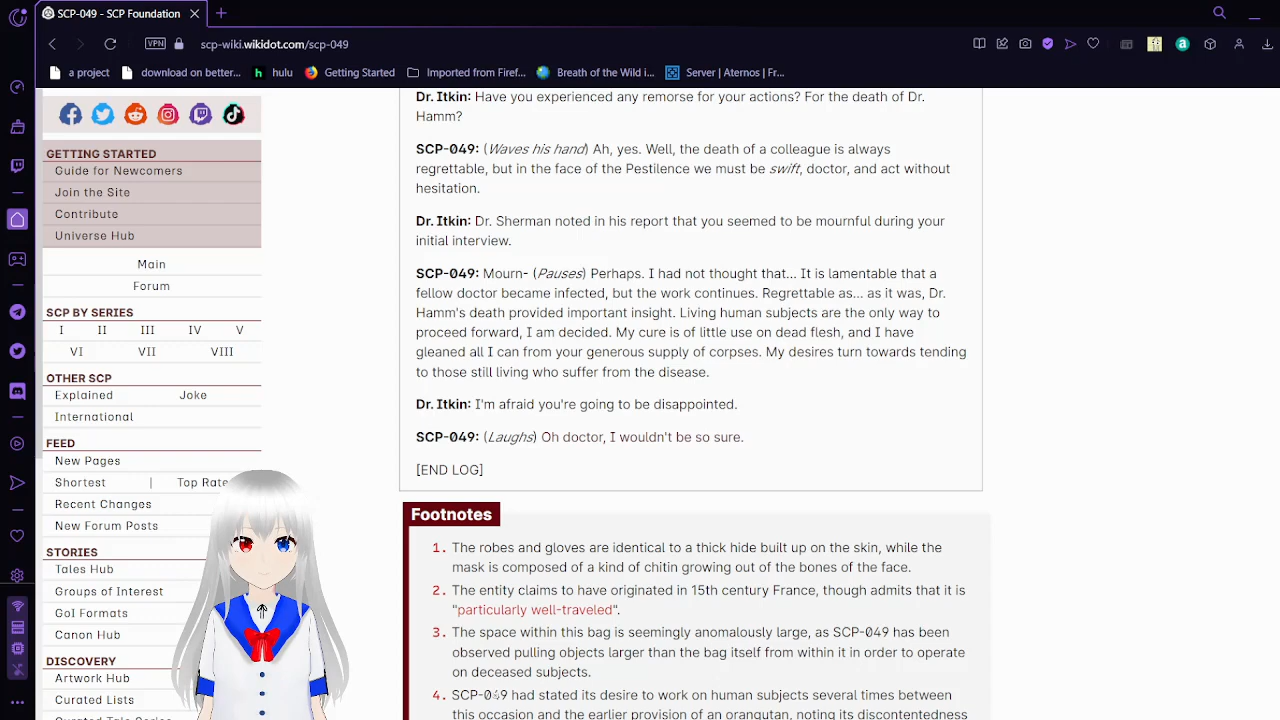 SCP-049 - SCP Foundation
VPN
scp-wiki.wikidot.com/scp-049
a project
download on better...
hulu
Getting Started
Imported from Firef...
Breath of the Wild i...
Server | Aternos | Fr...
GETTING STARTED
Guide for Newcomers
Join the Site
Contribute
Universe Hub
Main
Forum
SCP BY SERIES
I II III IV V
VI VII VIII
OTHER SCP
Explained Joke
International
FEED
New Pages
Shortest | Top Rate
Recent Changes
New Forum Posts
STORIES
Tales Hub
Groups of Interest
GoI Formats
Canon Hub
DISCOVERY
Artwork Hub
Curated Lists
Curated Tale Series
Dr. Itkin: Have you experienced any remorse for your actions? For the death of Dr.
Hamm?
SCP-049: (Waves his hand) Ah, yes. Well, the death of a colleague is always
regrettable, but in the face of the Pestilence we must be swift, doctor, and act without
hesitation.
Dr. Itkin: Dr. Sherman noted in his report that you seemed to be mournful during your
initial interview.
SCP-049: Mourn- (Pauses) Perhaps. I had not thought that... It is lamentable that a
fellow doctor became infected, but the work continues. Regrettable as... as it was, Dr.
Hamm's death provided important insight. Living human subjects are the only way to
proceed forward, I am decided. My cure is of little use on dead flesh, and I have
gleaned all I can from your generous supply of corpses. My desires turn towards tending
to those still living who suffer from the disease.
Dr. Itkin: I'm afraid you're going to be disappointed.
SCP-049: (Laughs) Oh doctor, I wouldn't be so sure.
[END LOG]
Footnotes
1. The robes and gloves are identical to a thick hide built up on the skin, while the
mask is composed of a kind of chitin growing out of the bones of the face.
2. The entity claims to have originated in 15th century France, though admits that it is
"particularly well-traveled".
3. The space within this bag is seemingly anomalously large, as SCP-049 has been
observed pulling objects larger than the bag itself from within it in order to operate
on deceased subjects.
4. SCP-049 had stated its desire to work on human subjects several times between
this occasion and the earlier provision of an orangutan, noting its discontentedness